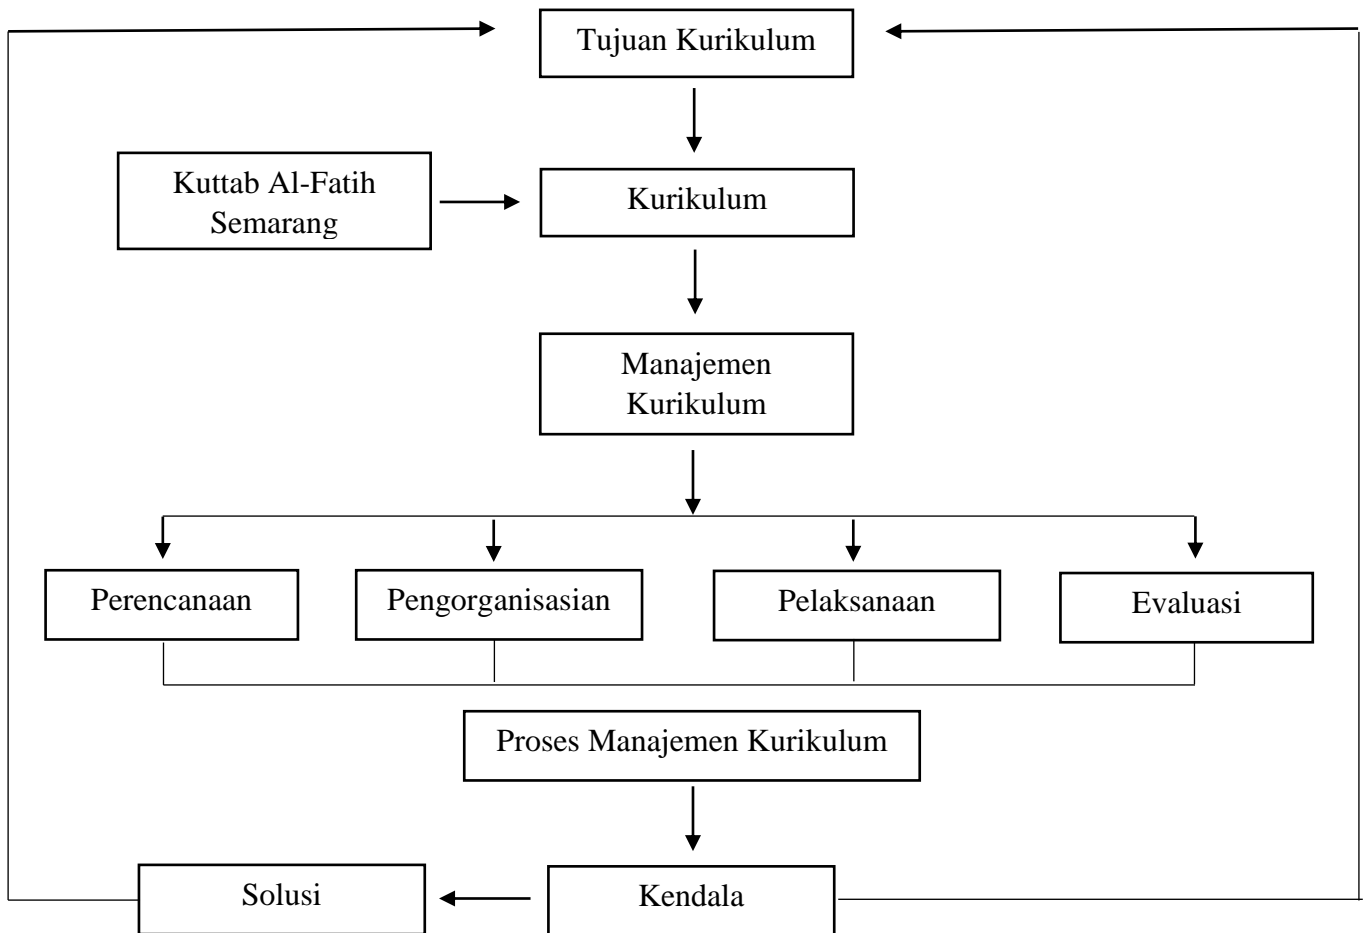 Tujuan Kurikulum
Kuttab Al-Fatih
Semarang
Kurikulum
Manajemen
Kurikulum
Perencanaan
Pengorganisasian
Pelaksanaan
Evaluasi
Proses Manajemen Kurikulum
Solusi
Kendala